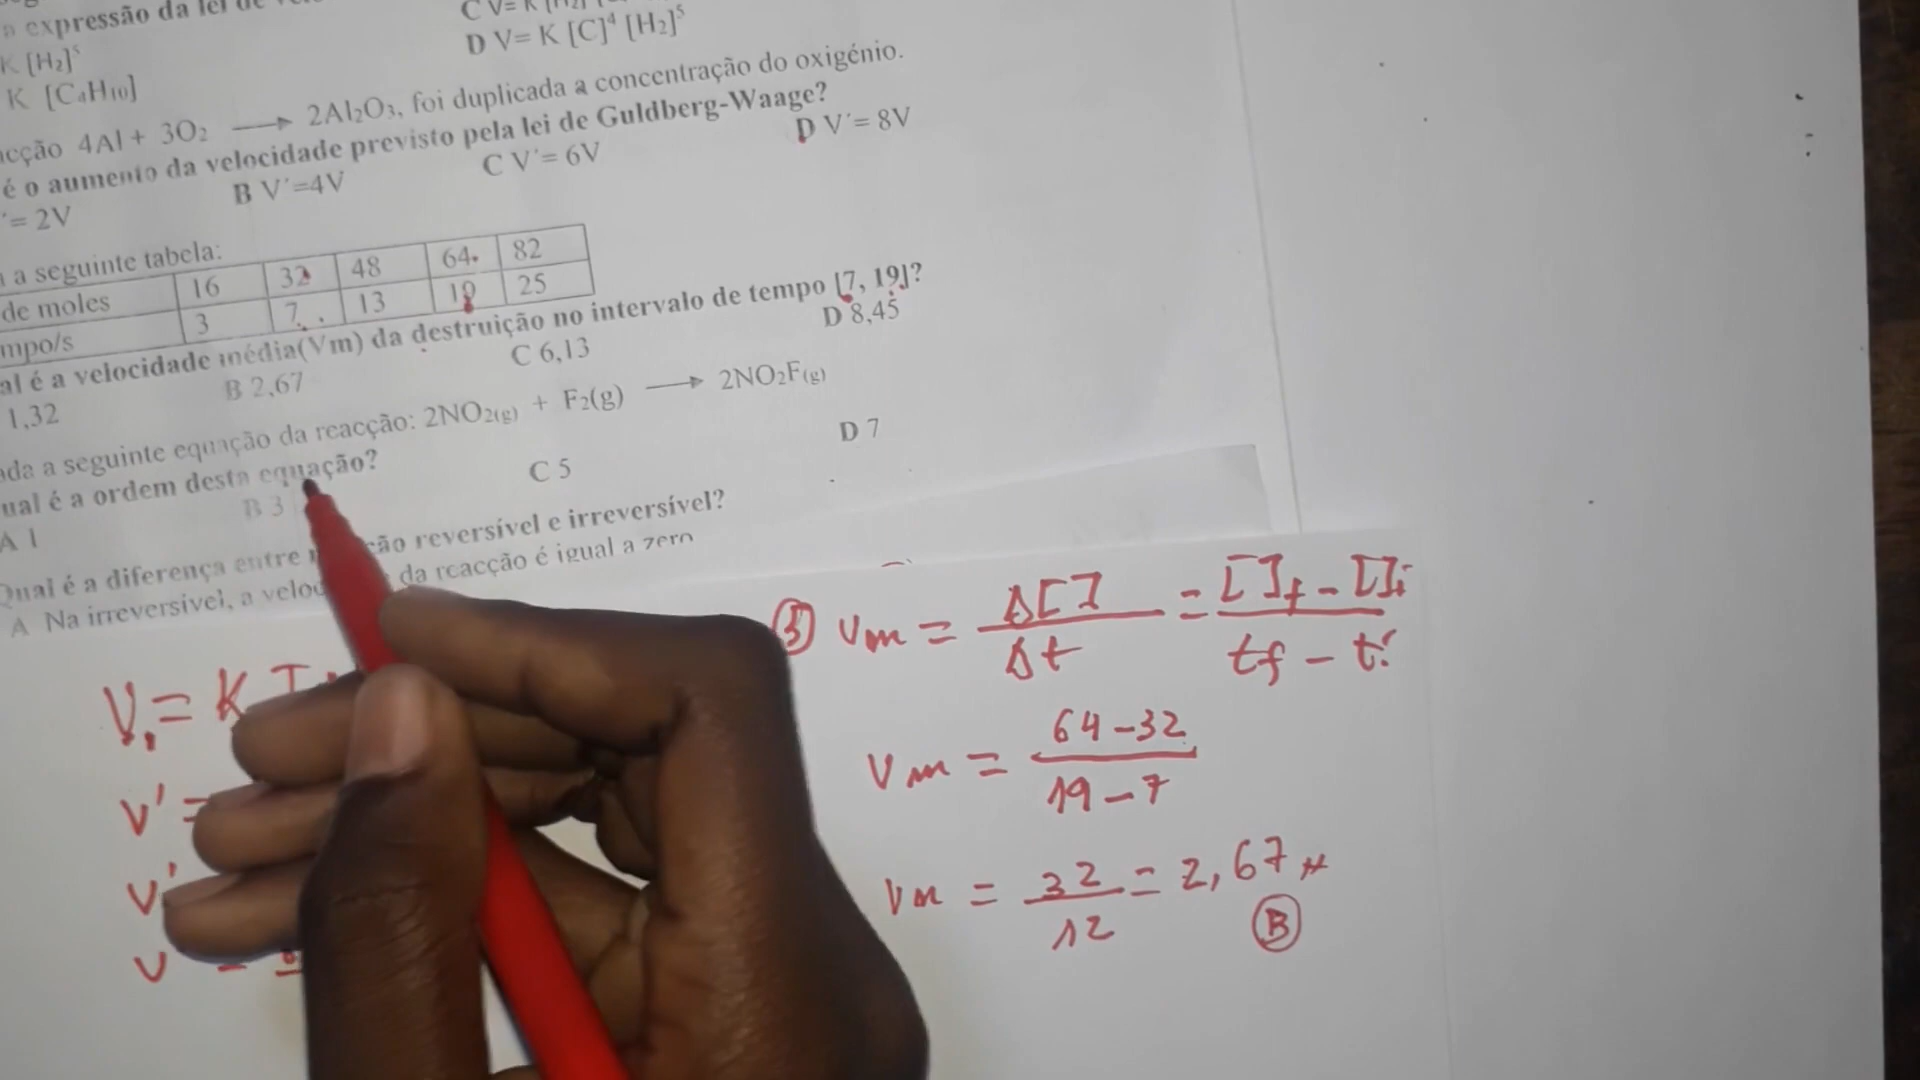 expressão da lei de
C V= K [H₂]
K [H₂]⁵
D V= K [C]⁴ [H₂]⁵
K [C₄H₁₀]
cção 4Al + 3O₂ → 2Al₂O₃, foi duplicada a concentração do oxigénio.
é o aumento da velocidade previsto pela lei de Guldberg-Waage?
´= 2V
B V´=4V
C V´= 6V
D V´= 8V
a seguinte tabela:
de moles 16 32 48 64 82
mpo/s 3 7 13 19 25
al é a velocidade média(Vm) da destruição no intervalo de tempo [7, 19]?
1,32
B 2,67
C 6,13
D 8,45
da a seguinte equação da reacção: 2NO₂(g) + F₂(g) → 2NO₂F(g)
ual é a ordem desta equação?
A 1
B 3
C 5
D 7
Qual é a diferença entre ção reversível e irreversível?
A Na irreversível, a veloc da reacção é igual a zero
V₁= K
v' =
v'
v =
③ Vm = Δ[ ]/Δt = [ ]f - [ ]i/tf - ti
Vm = 64-32/19-7
Vm = 32/12 = 2,67
B